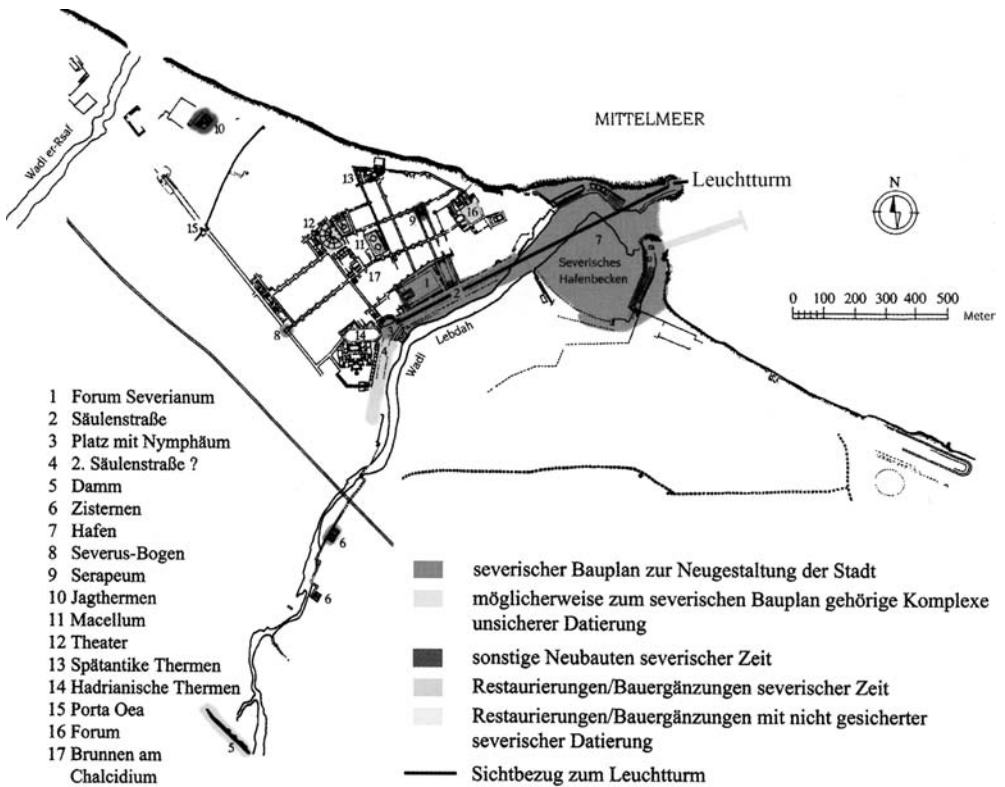 MITTELMEER
Leuchtturm
N
Wadi er-Rsaf
Severisches
Hafenbecken
Wadi
Lebdah
0 100 200 300 400 500
Meter
10
13
16
9
12
15
11
17
7
1
2
8
14
3
4
6
6
5
1 Forum Severianum
2 Säulenstraße
3 Platz mit Nymphäum
4 2. Säulenstraße ?
5 Damm
6 Zisternen
7 Hafen
8 Severus-Bogen
9 Serapeum
10 Jagthermen
11 Macellum
12 Theater
13 Spätantike Thermen
14 Hadrianische Thermen
15 Porta Oea
16 Forum
17 Brunnen am
Chalcidium
severischer Bauplan zur Neugestaltung der Stadt
möglicherweise zum severischen Bauplan gehörige Komplexe
unsicherer Datierung
sonstige Neubauten severischer Zeit
Restaurierungen/Bauergänzungen severischer Zeit
Restaurierungen/Bauergänzungen mit nicht gesicherter
severischer Datierung
Sichtbezug zum Leuchtturm